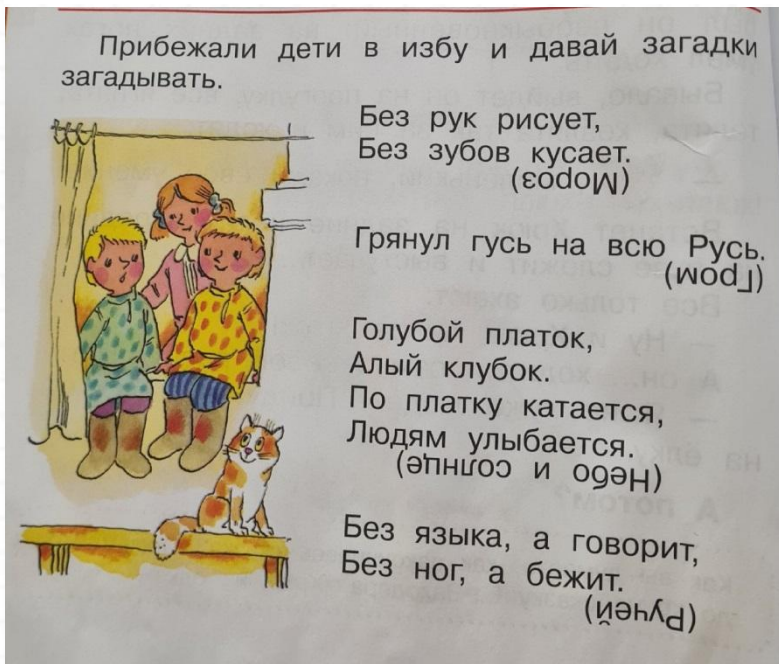 Прибежали дети в избу и давай загадки
загадывать.
Без рук рисует,
Без зубов кусает.
(Мороз)
Грянул гусь на всю Русь.
(Гром)
Голубой платок,
Алый клубок.
По платку катается,
Людям улыбается.
(Небо и солнце)
Без языка, а говорит,
Без ног, а бежит.
(Ручей)